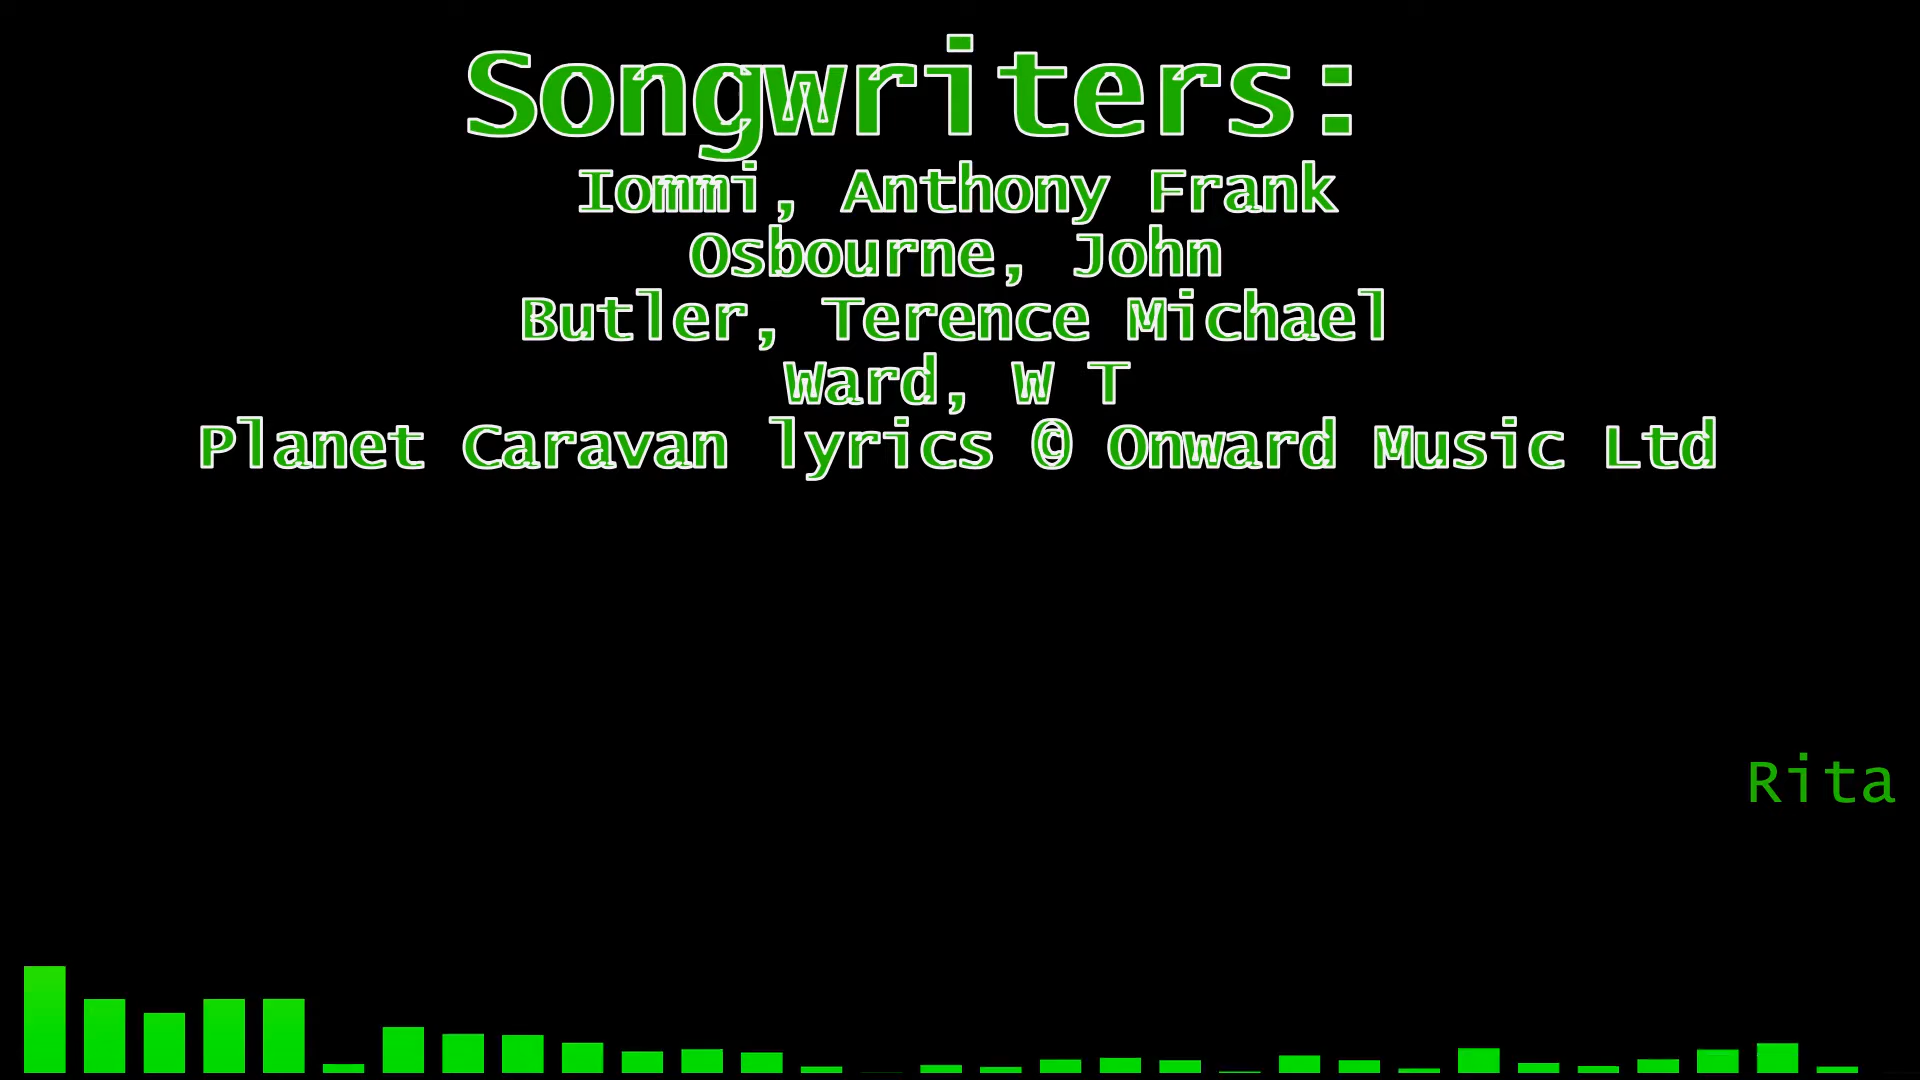 Songwriters:
Iommi, Anthony Frank
Osbourne, John
Butler, Terence Michael
Ward, W T
Planet Caravan lyrics © Onward Music Ltd
Rita